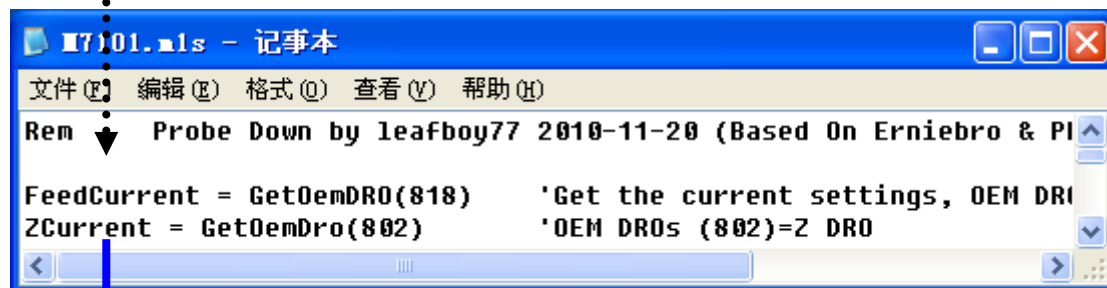 M7101.m1s - 记事本
文件(F) 编辑(E) 格式(O) 查看(V) 帮助(H)
Rem Probe Down by leafboy77 2010-11-20 (Based On Erniebro &
FeedCurrent = GetOemDRO(818) 'Get the current settings, OEM
ZCurrent = GetOemDro(802) 'OEM DROs (802)=Z DRO